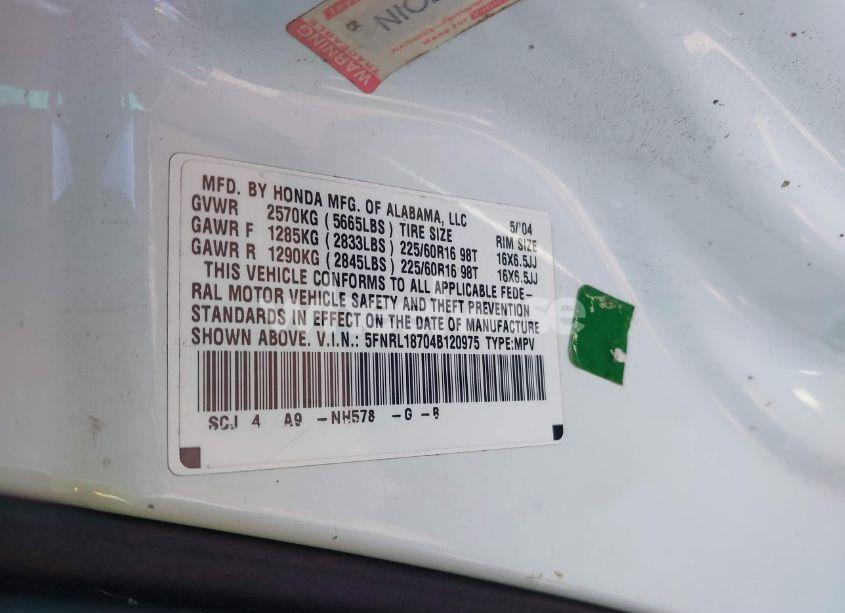 WARNING
TRACEABLE
MFD. BY HONDA MFG. OF ALABAMA, LLC 5/'04
GVWR 2570KG ( 5665LBS ) TIRE SIZE RIM SIZE
GAWR F 1285KG ( 2833LBS ) 225/60R16 98T 16X6.5JJ
GAWR R 1290KG ( 2845LBS ) 225/60R16 98T 16X6.5JJ
THIS VEHICLE CONFORMS TO ALL APPLICABLE FEDE-
RAL MOTOR VEHICLE SAFETY AND THEFT PREVENTION
STANDARDS IN EFFECT ON THE DATE OF MANUFACTURE
SHOWN ABOVE. V.I.N.: 5FNRL18704B120975 TYPE:MPV
SCJ 4 A9 -NH578 -G -B